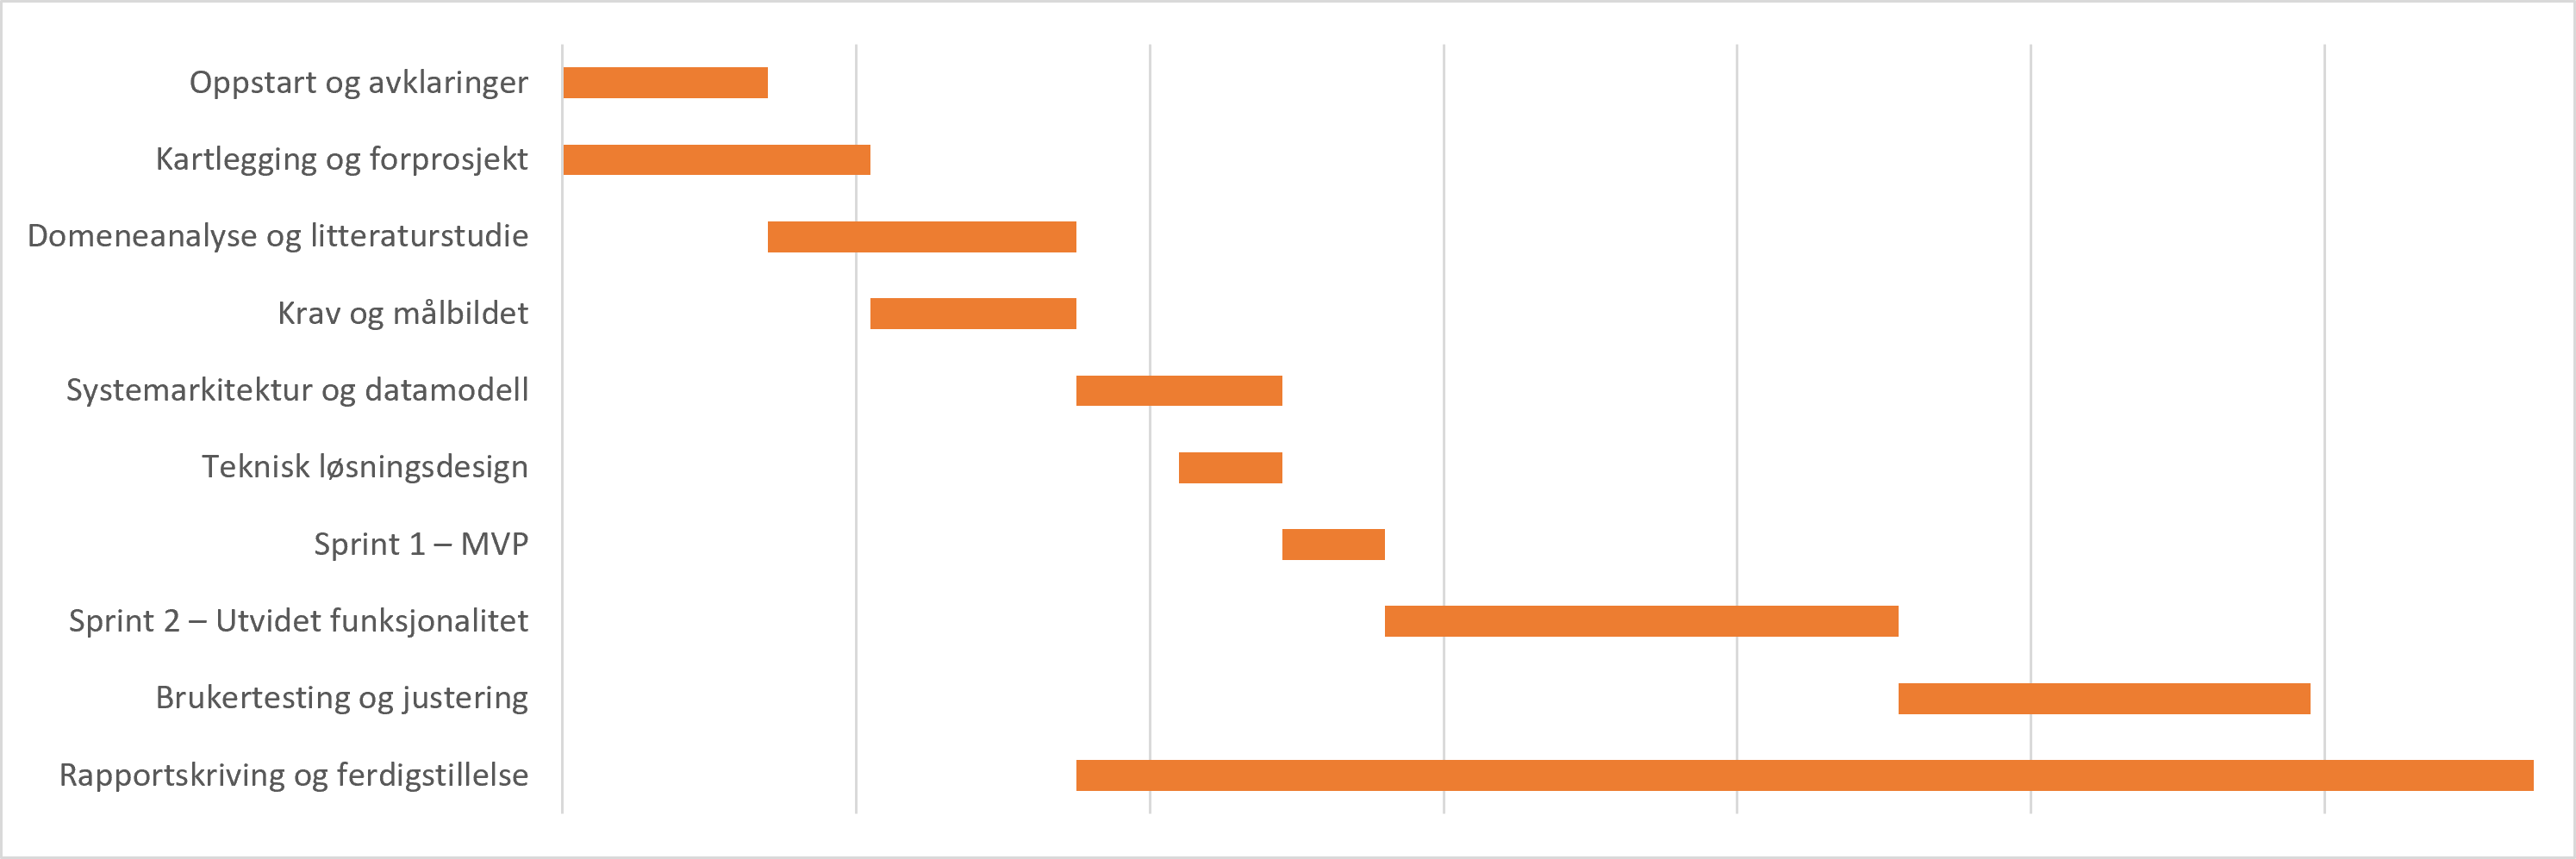 Oppstart og avklaringer
Kartlegging og forprosjekt
Domeneanalyse og litteraturstudie
Krav og målbildet
Systemarkitektur og datamodell
Teknisk løsningsdesign
Sprint 1 – MVP
Sprint 2 – Utvidet funksjonalitet
Brukertesting og justering
Rapportskriving og ferdigstillelse